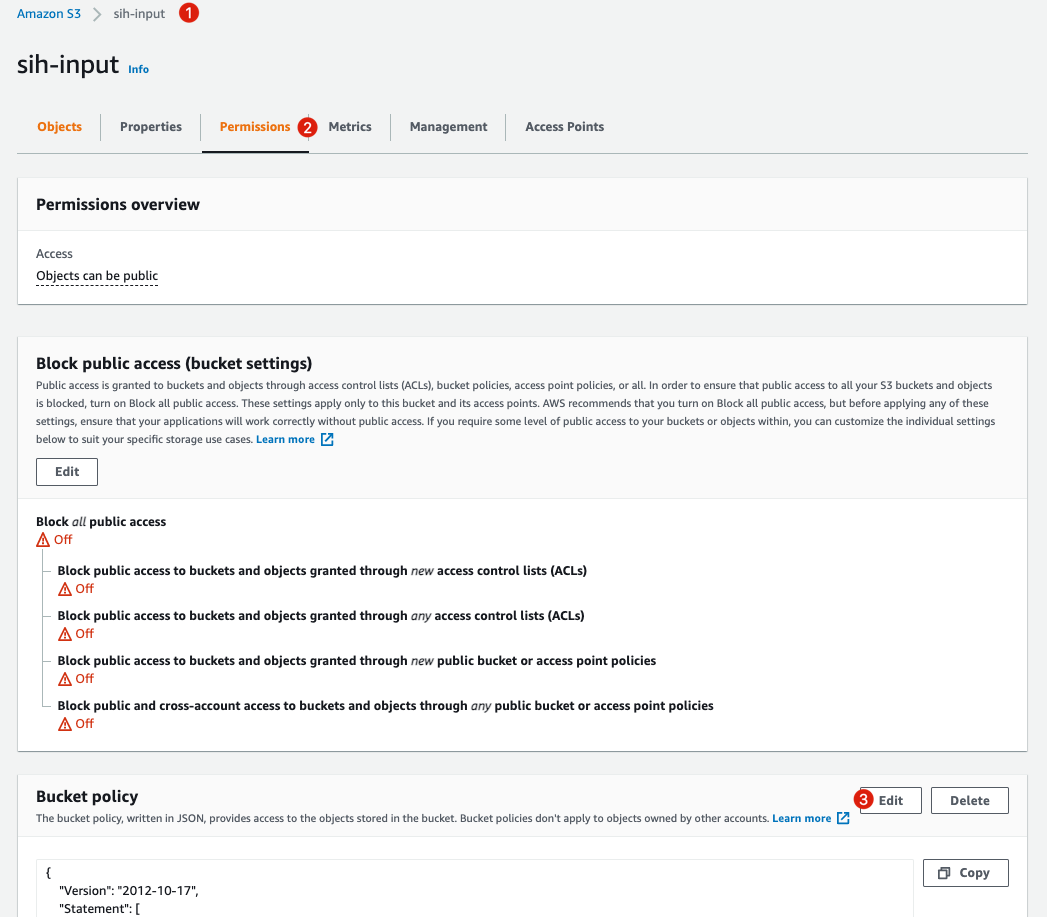 Amazon S3 > sih-input 1
sih-input Info
Objects Properties Permissions 2 Metrics Management Access Points
Permissions overview
Access
Objects can be public
Block public access (bucket settings)
Public access is granted to buckets and objects through access control lists (ACLs), bucket policies, access point policies, or all. In order to ensure that public access to all your S3 buckets and objects
is blocked, turn on Block all public access. These settings apply only to this bucket and its access points. AWS recommends that you turn on Block all public access, but before applying any of these
settings, ensure that your applications will work correctly without public access. If you require some level of public access to your buckets or objects within, you can customize the individual settings
below to suit your specific storage use cases. Learn more
Edit
Block all public access
Off
Block public access to buckets and objects granted through new access control lists (ACLs)
Off
Block public access to buckets and objects granted through any access control lists (ACLs)
Off
Block public access to buckets and objects granted through new public bucket or access point policies
Off
Block public and cross-account access to buckets and objects through any public bucket or access point policies
Off
Bucket policy
3 Edit Delete
The bucket policy, written in JSON, provides access to the objects stored in the bucket. Bucket policies don't apply to objects owned by other accounts. Learn more
{
Copy
"Version": "2012-10-17",
"Statement": [